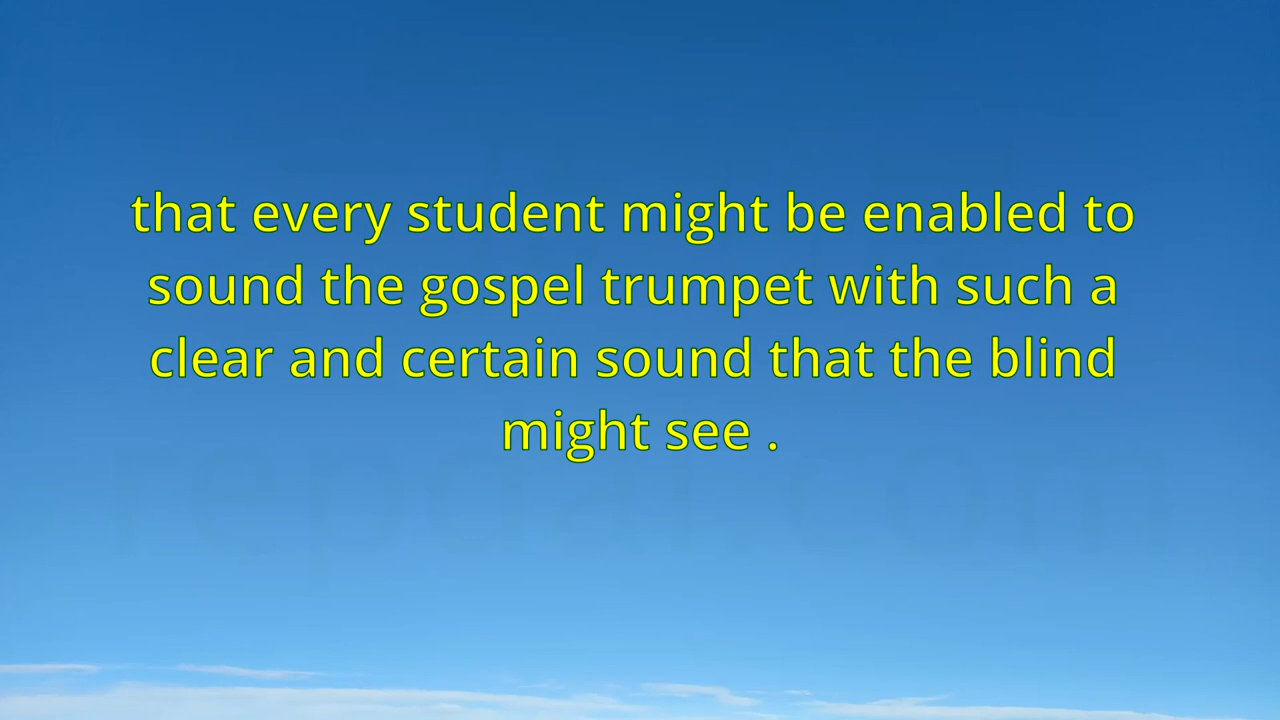 that every student might be enabled to
sound the gospel trumpet with such a
clear and certain sound that the blind
might see .